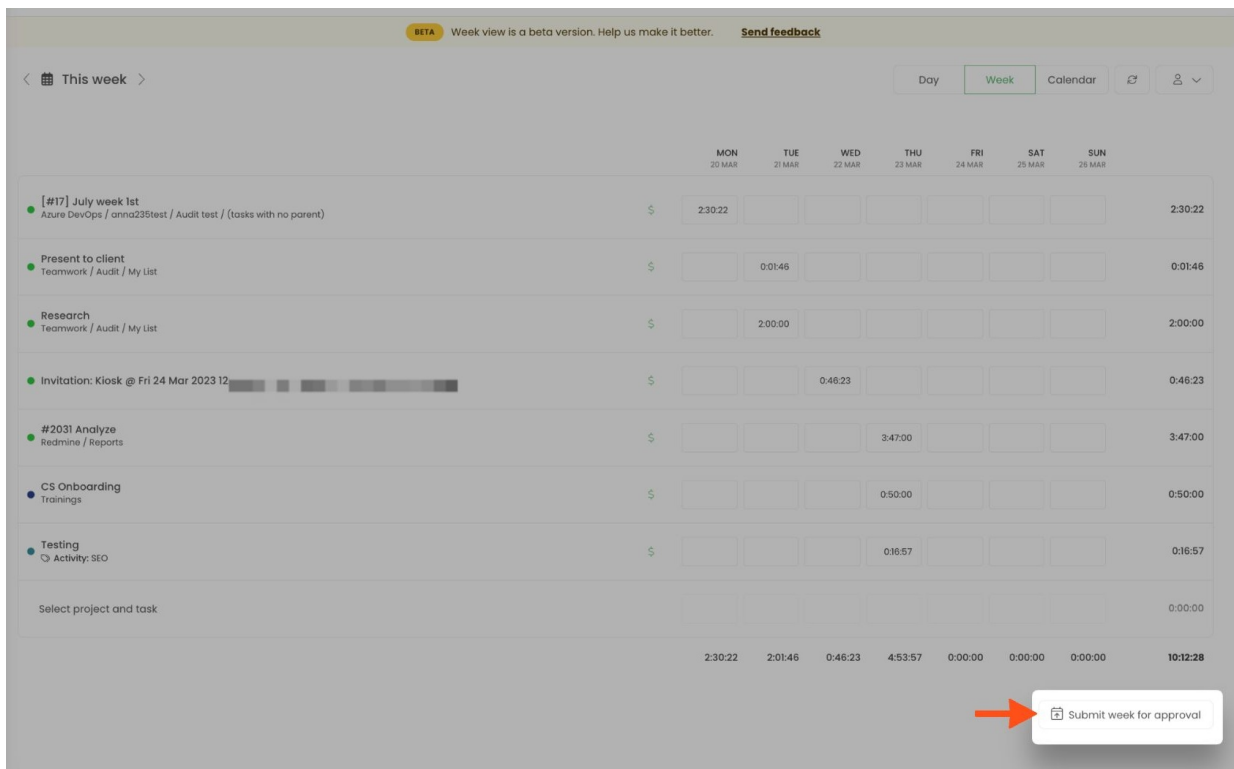 BETA Week view is a beta version. Help us make it better. Send feedback
This week Day Week Calendar
MON TUE WED THU FRI SAT SUN
20 MAR 21 MAR 22 MAR 23 MAR 24 MAR 25 MAR 26 MAR
[#17] July week 1st
Azure DevOps / anna235test / Audit test / (tasks with no parent)
$ 2:30:22 2:30:22
Present to client
Teamwork / Audit / My List
$ 0:01:46 0:01:46
Research
Teamwork / Audit / My List
$ 2:00:00 2:00:00
Invitation: Kiosk @ Fri 24 Mar 2023 12
$ 0:46:23 0:46:23
#2031 Analyze
Redmine / Reports
$ 3:47:00 3:47:00
CS Onboarding
Trainings
$ 0:50:00 0:50:00
Testing
Activity: SEO
$ 0:16:57 0:16:57
Select project and task 0:00:00
2:30:22 2:01:46 0:46:23 4:53:57 0:00:00 0:00:00 0:00:00 10:12:28
Submit week for approval